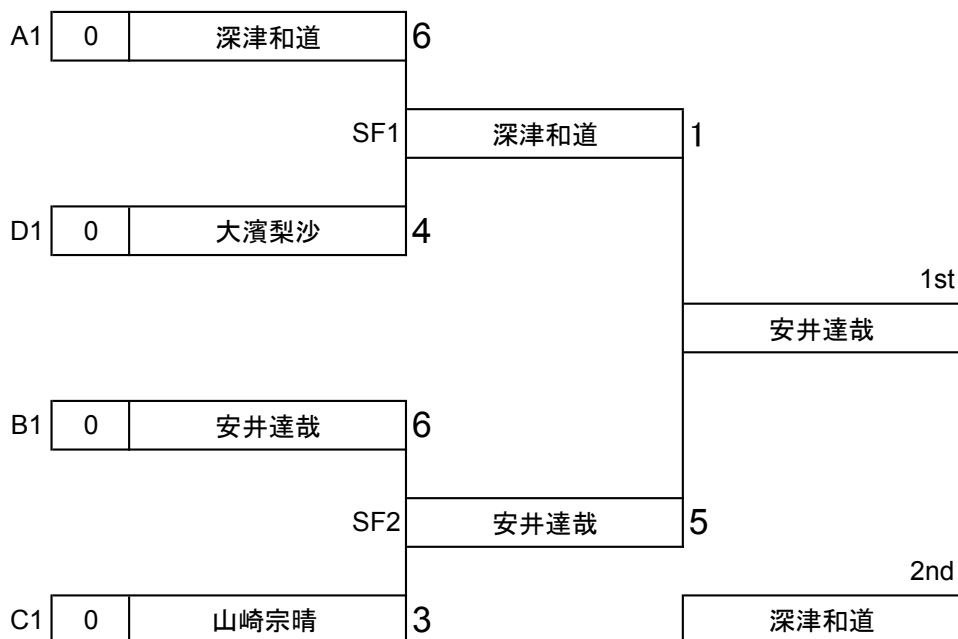 A1 0 深津和道 6
SF1 深津和道 1
D1 0 大濱梨沙 4
1st
安井達哉
B1 0 安井達哉 6
SF2 安井達哉 5
2nd
C1 0 山崎宗晴 3 深津和道